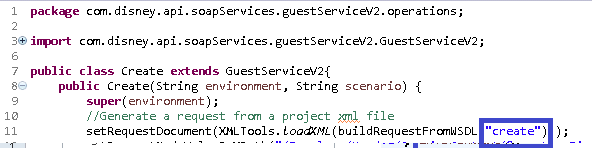 1 package com.disney.api.soapServices.guestServiceV2.operations;
2
3 import com.disney.api.soapServices.guestServiceV2.GuestServiceV2;
6
7 public class Create extends GuestServiceV2{
8 public Create(String environment, String scenario) {
9 super(environment);
10 //Generate a request from a project xml file
11 setRequestDocument(XMLTools.loadXML(buildRequestFromWSDL("create")));